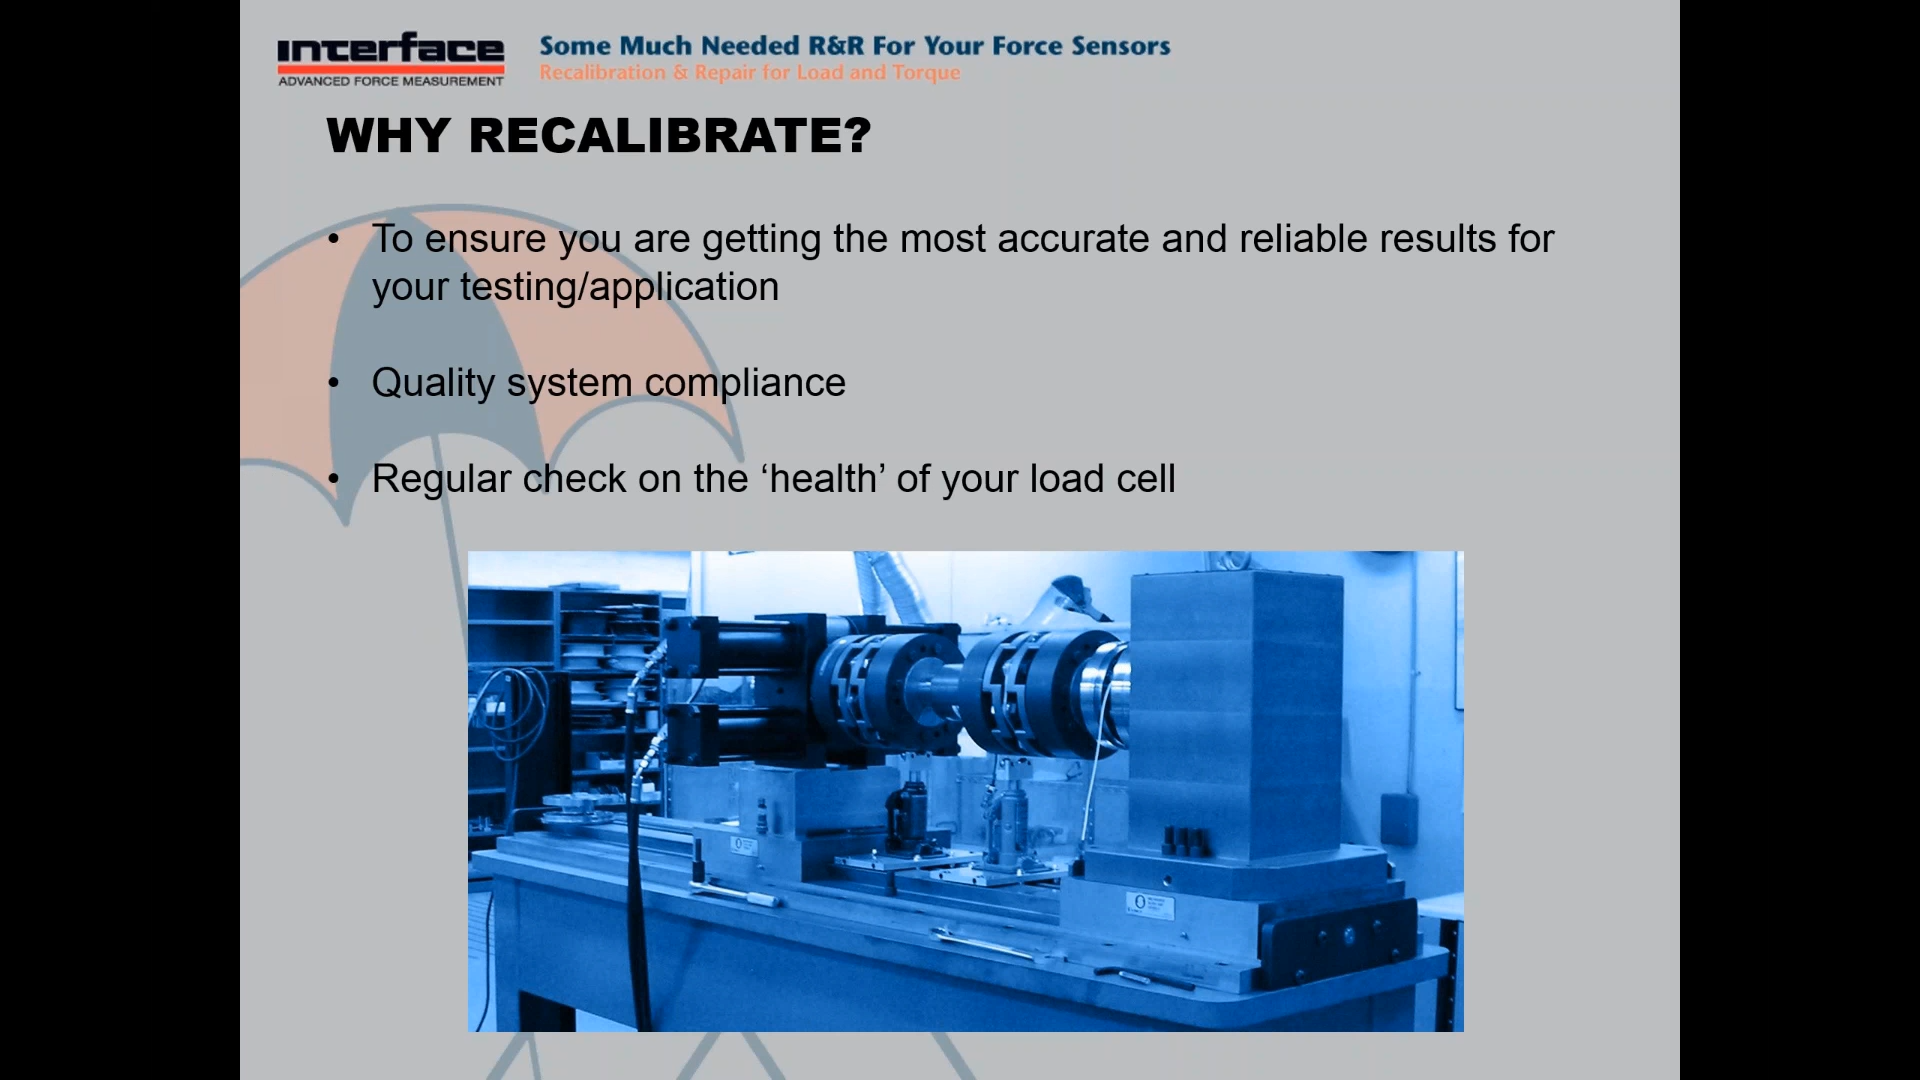 interface
ADVANCED FORCE MEASUREMENT
Some Much Needed R&R For Your Force Sensors
Recalibration & Repair for Load and Torque
WHY RECALIBRATE?
• To ensure you are getting the most accurate and reliable results for
your testing/application
• Quality system compliance
• Regular check on the ‘health’ of your load cell